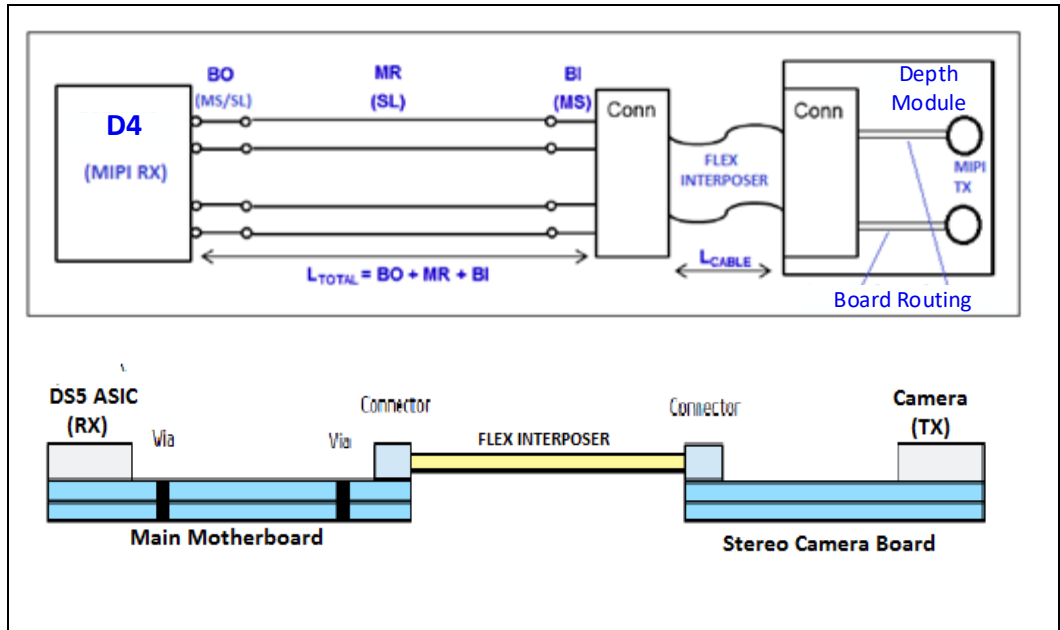 BO
(MS/SL)
MR
(SL)
BI
(MS)
D4
(MIPI RX)
Conn
FLEX
INTERPOSER
Conn
Depth
Module
MIPI
TX
L_TOTAL = BO + MR + BI
L_CABLE
Board Routing
DS5 ASIC
(RX)
Via
Via
Connector
FLEX INTERPOSER
Connector
Camera
(TX)
Main Motherboard
Stereo Camera Board